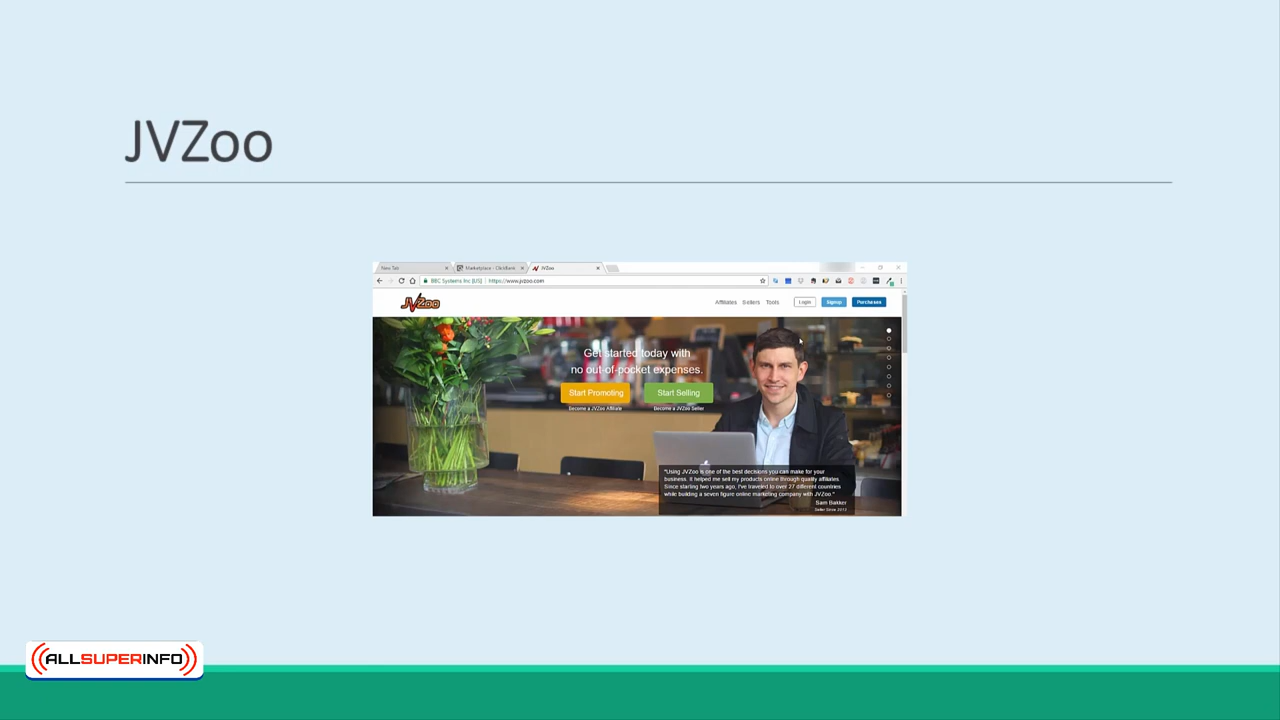 JVZoo
New Tab
Marketplace - ClickBank
JVZoo
BBC Systems Inc [US]
https://www.jvzoo.com
JVZoo
Affiliates Sellers Tools Login Signup Purchases
Get started today with
no out-of-pocket expenses.
Start Promoting Start Selling
Become a JVZoo Affiliate Become a JVZoo Seller
"Using JVZoo is one of the best decisions you can make for your
business. It helped me sell my products online through quality affiliates.
Since starting two years ago, I've traveled to over 27 different countries
while building a seven figure online marketing company with JVZoo."
Sam Bakker
Seller Since 2012
ALLSUPERINFO